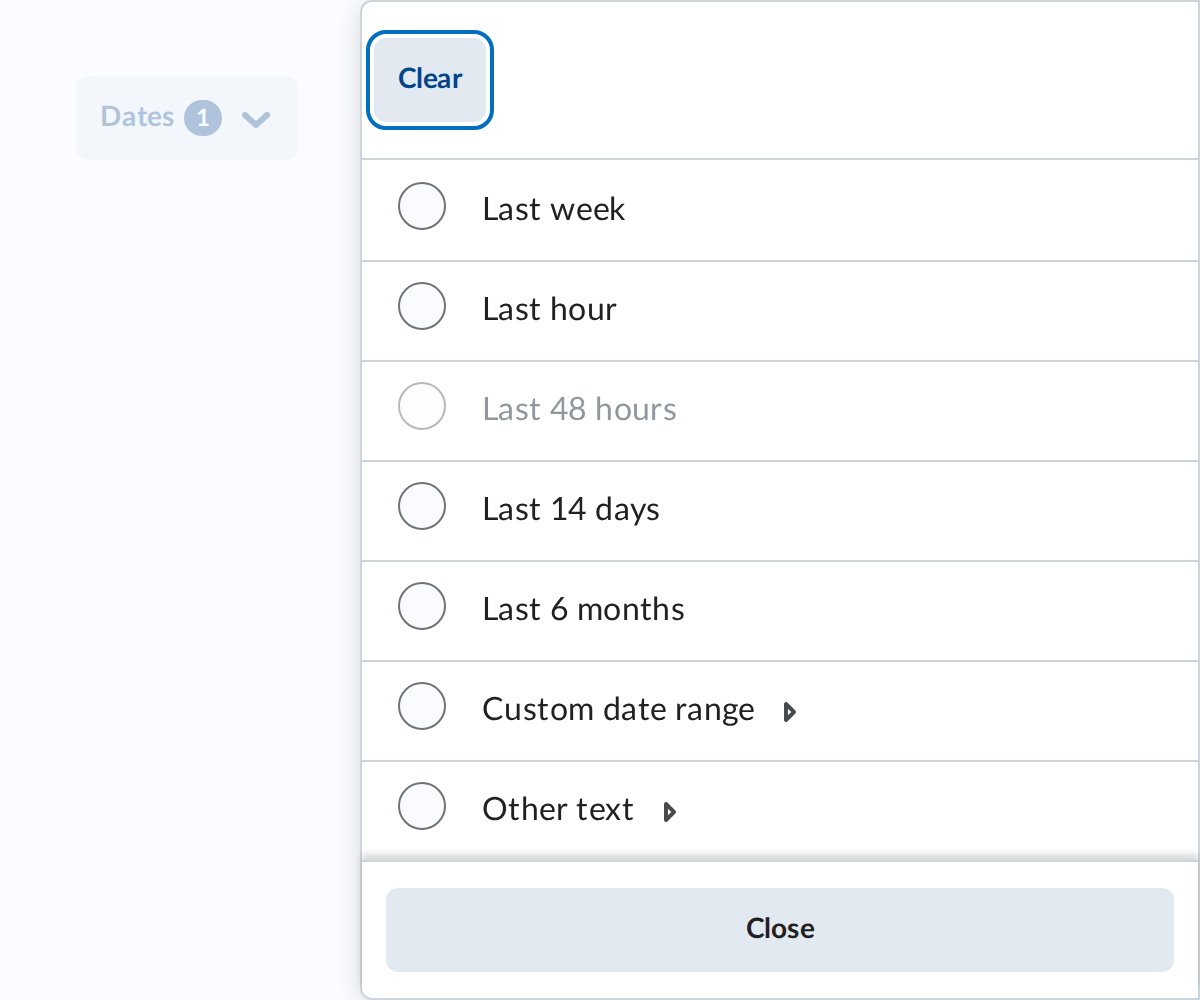 Clear
Dates 1
Last week
Last hour
Last 48 hours
Last 14 days
Last 6 months
Custom date range
Other text
Close